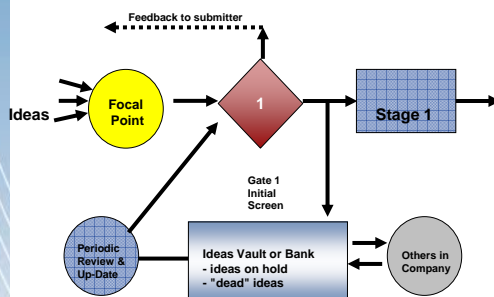 Feedback to submitter
Ideas
Focal
Point
1
Stage 1
Gate 1
Initial
Screen
Periodic
Review &
Up-Date
Ideas Vault or Bank
- ideas on hold
- "dead" ideas
Others in
Company